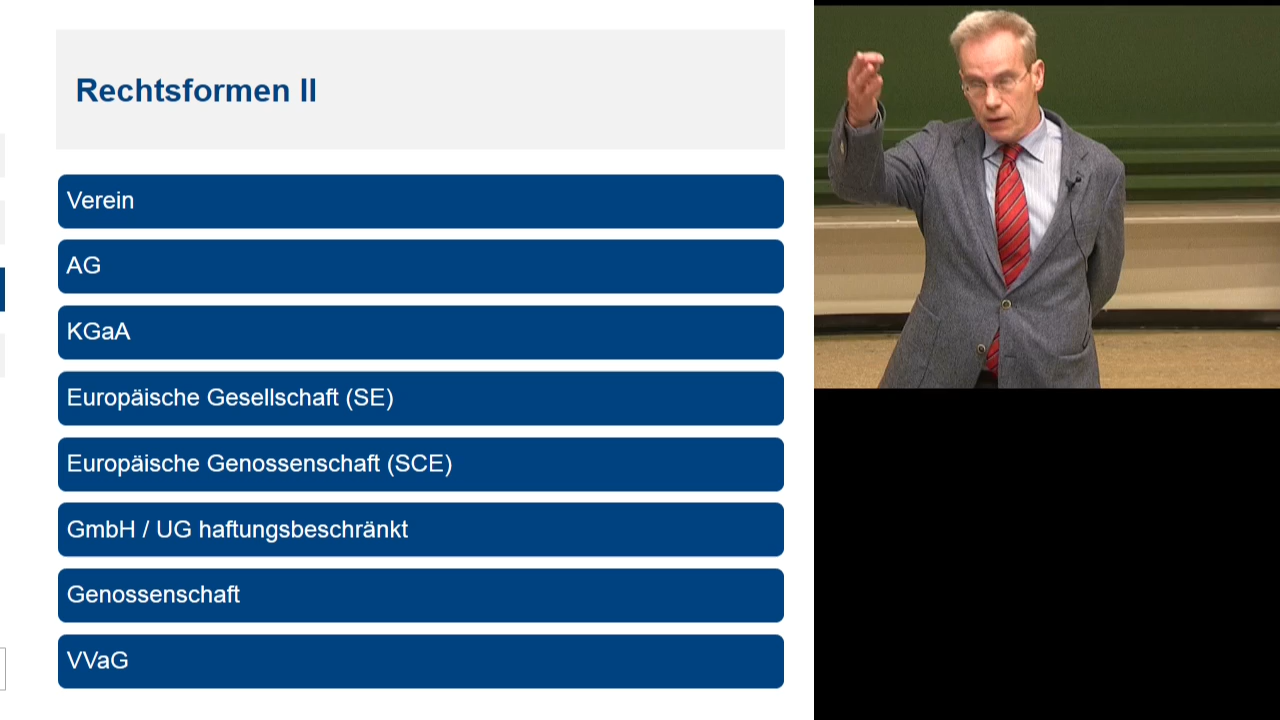 Rechtsformen II
Verein
AG
KGaA
Europäische Gesellschaft (SE)
Europäische Genossenschaft (SCE)
GmbH / UG haftungsbeschränkt
Genossenschaft
VVaG